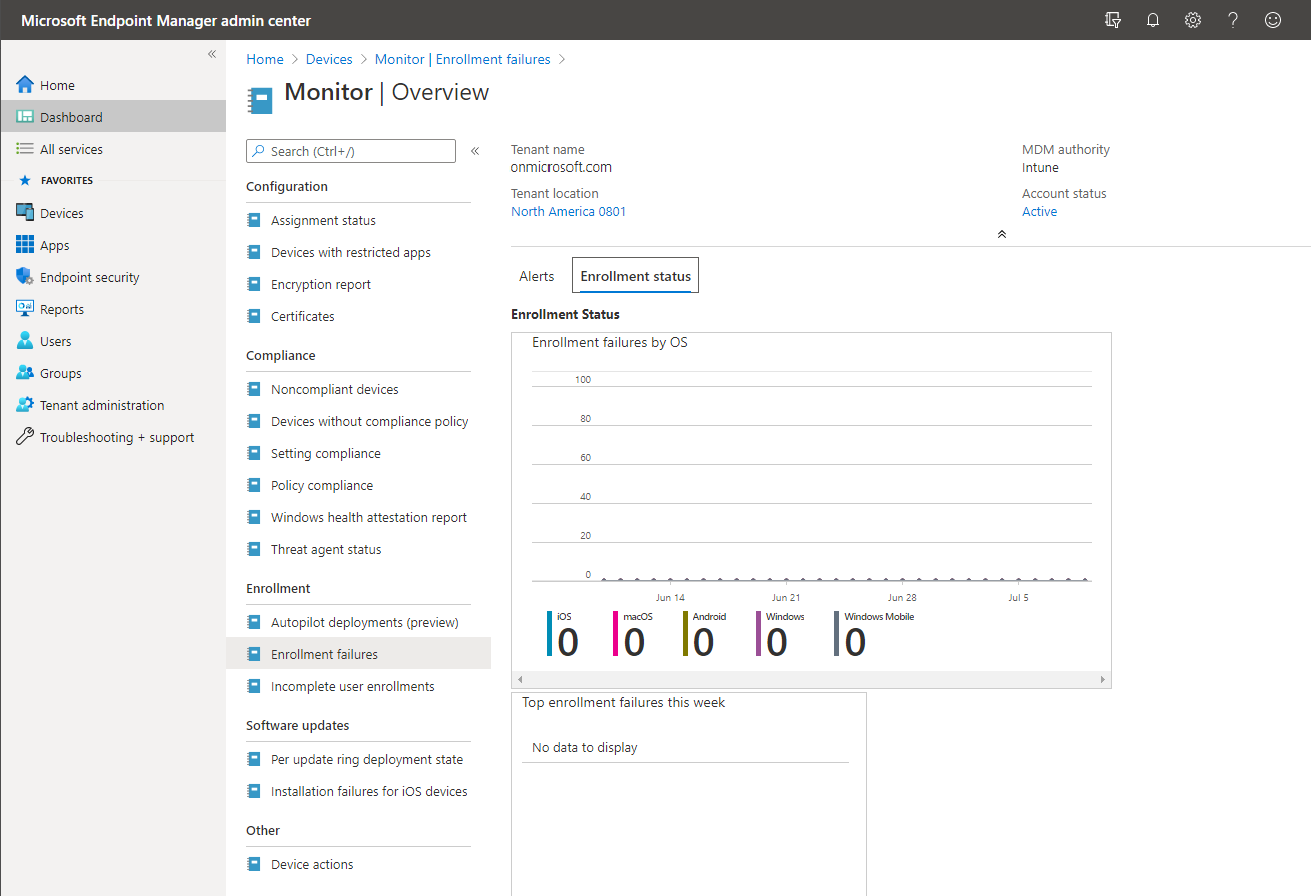 Microsoft Endpoint Manager admin center
Home
Dashboard
All services
FAVORITES
Devices
Apps
Endpoint security
Reports
Users
Groups
Tenant administration
Troubleshooting + support
Home > Devices > Monitor | Enrollment failures >
Monitor | Overview
Search (Ctrl+/)
Configuration
Assignment status
Devices with restricted apps
Encryption report
Certificates
Compliance
Noncompliant devices
Devices without compliance policy
Setting compliance
Policy compliance
Windows health attestation report
Threat agent status
Enrollment
Autopilot deployments (preview)
Enrollment failures
Incomplete user enrollments
Software updates
Per update ring deployment state
Installation failures for iOS devices
Other
Device actions
Tenant name
onmicrosoft.com
Tenant location
North America 0801
MDM authority
Intune
Account status
Active
Alerts
Enrollment status
Enrollment Status
Enrollment failures by OS
100
80
60
40
20
0
Jun 14 Jun 21 Jun 28 Jul 5
iOS macOS Android Windows Windows Mobile
0 0 0 0 0
Top enrollment failures this week
No data to display